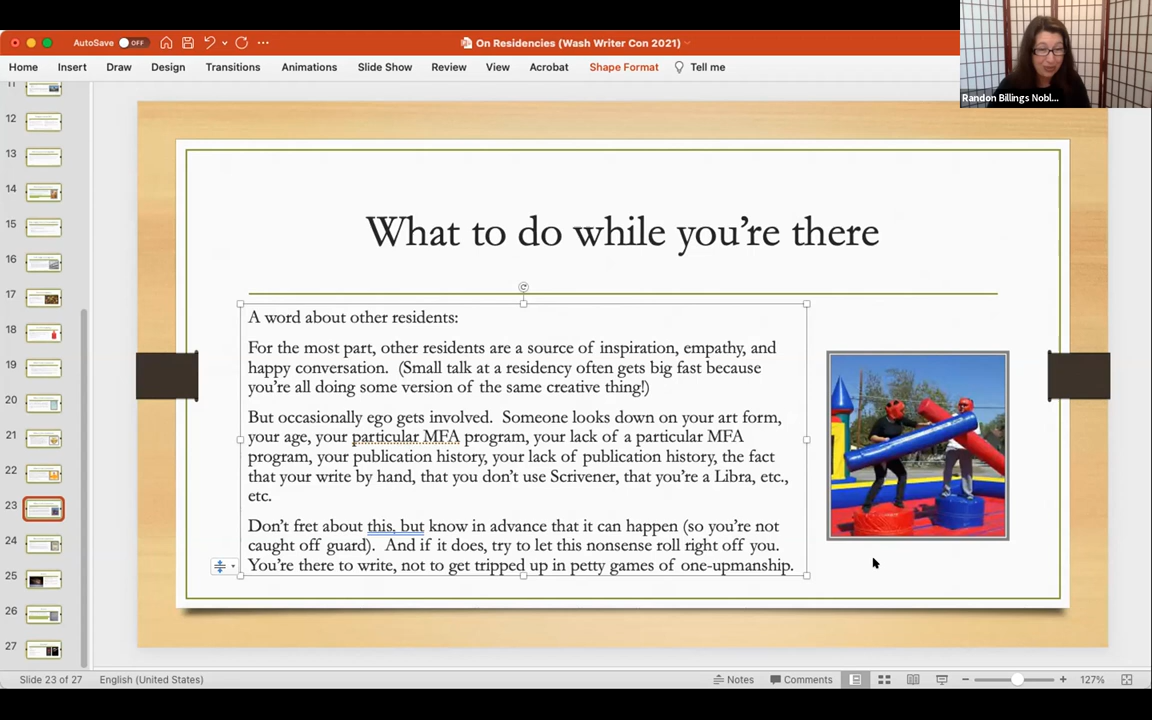 AutoSave OFF
On Residencies (Wash Writer Con 2021)
Home Insert Draw Design Transitions Animations Slide Show Review View Acrobat Shape Format Tell me
Randon Billings Nobl...
11
12
13
14
15
16
17
18
19
20
21
22
23
24
25
26
27
What to do while you're there
A word about other residents:
For the most part, other residents are a source of inspiration, empathy, and
happy conversation. (Small talk at a residency often gets big fast because
you're all doing some version of the same creative thing!)
But occasionally ego gets involved. Someone looks down on your art form,
your age, your particular MFA program, your lack of a particular MFA
program, your publication history, your lack of publication history, the fact
that your write by hand, that you don't use Scrivener, that you're a Libra, etc.,
etc.
Don't fret about this, but know in advance that it can happen (so you're not
caught off guard). And if it does, try to let this nonsense roll right off you.
You're there to write, not to get tripped up in petty games of one-upmanship.
Slide 23 of 27 English (United States) Notes Comments 127%